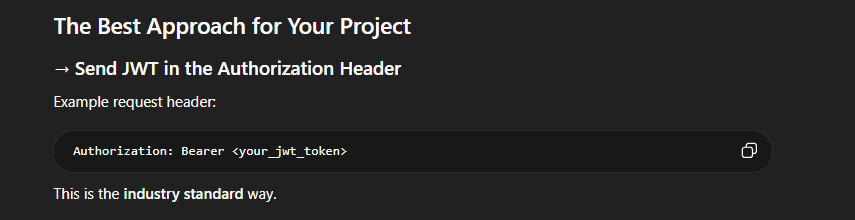 The Best Approach for Your Project
→ Send JWT in the Authorization Header
Example request header:
Authorization: Bearer <your_jwt_token>
This is the industry standard way.